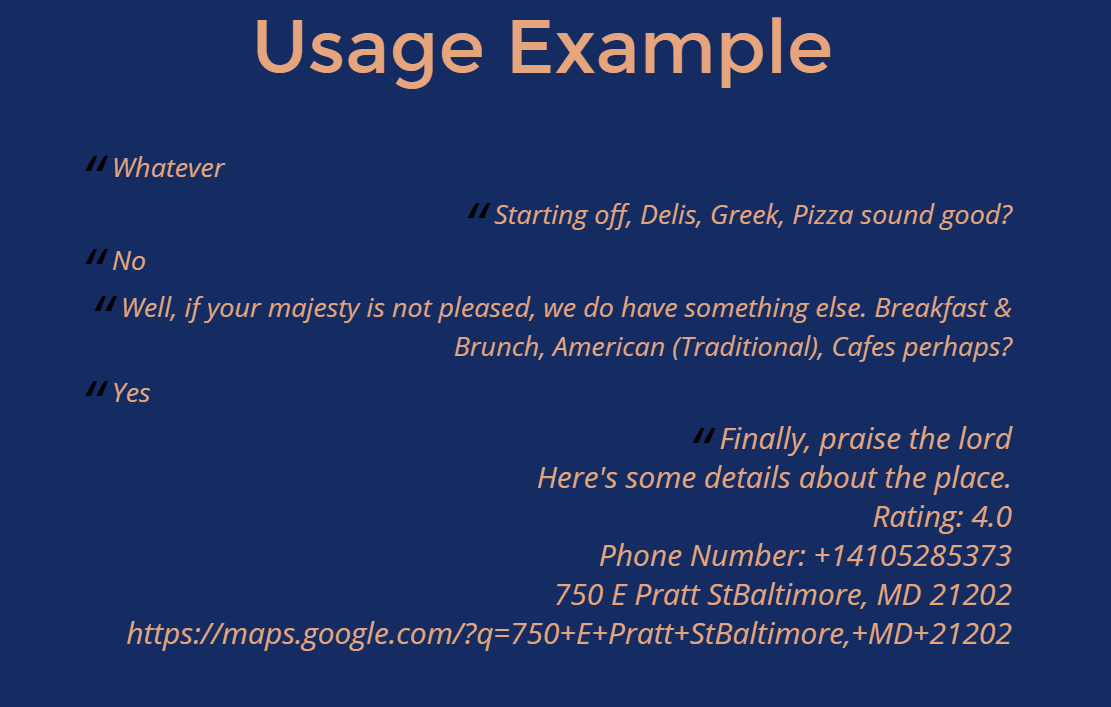 Usage Example
“Whatever
“Starting off, Delis, Greek, Pizza sound good?
“No
“Well, if your majesty is not pleased, we do have something else. Breakfast &
Brunch, American (Traditional), Cafes perhaps?
“Yes
“Finally, praise the lord
Here's some details about the place.
Rating: 4.0
Phone Number: +14105285373
750 E Pratt StBaltimore, MD 21202
https://maps.google.com/?q=750+E+Pratt+StBaltimore,+MD+21202